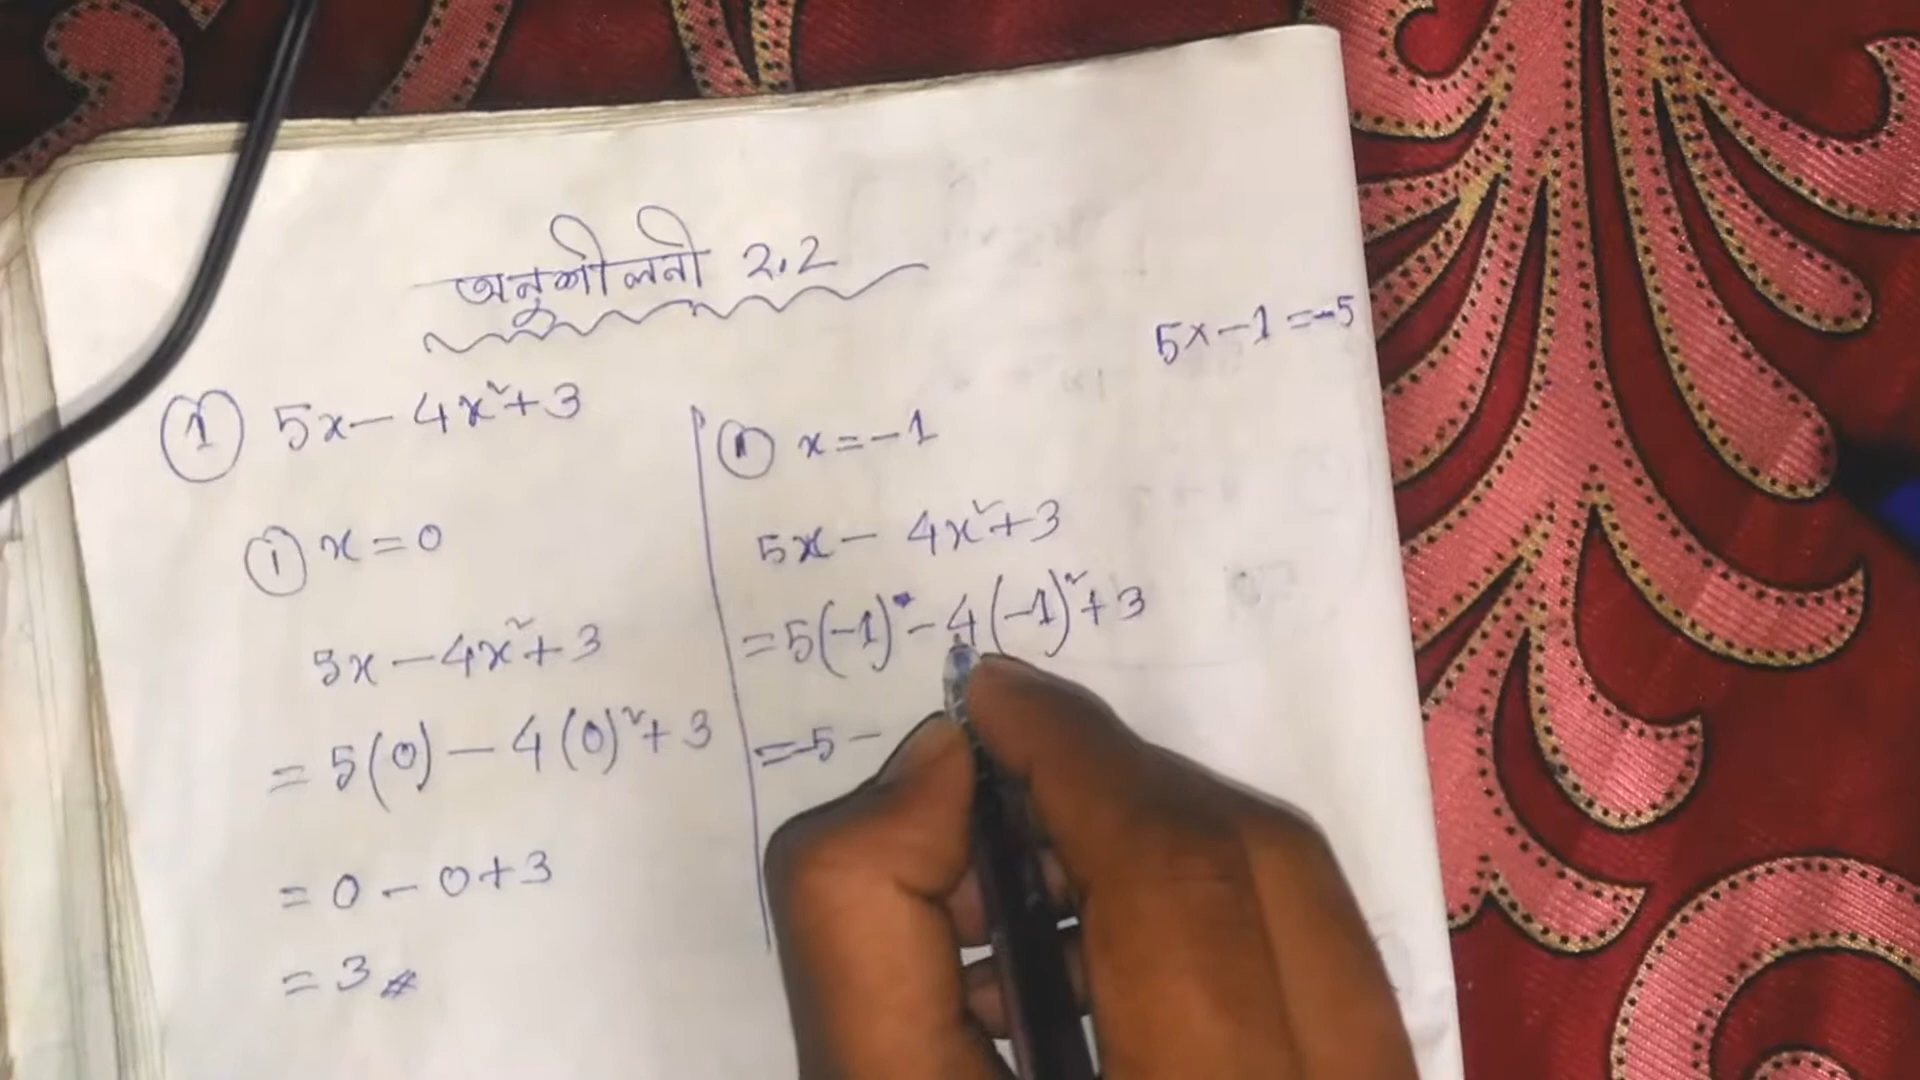 অনুশীলনী 2.2
5x-1=-5
① 5x-4x²+3
ⓘ x=0
5x-4x²+3
=5(0)-4(0)²+3
=0-0+3
=3
ⓘⓘ x=-1
5x-4x²+3
=5(-1)-4(-1)²+3
=-5-